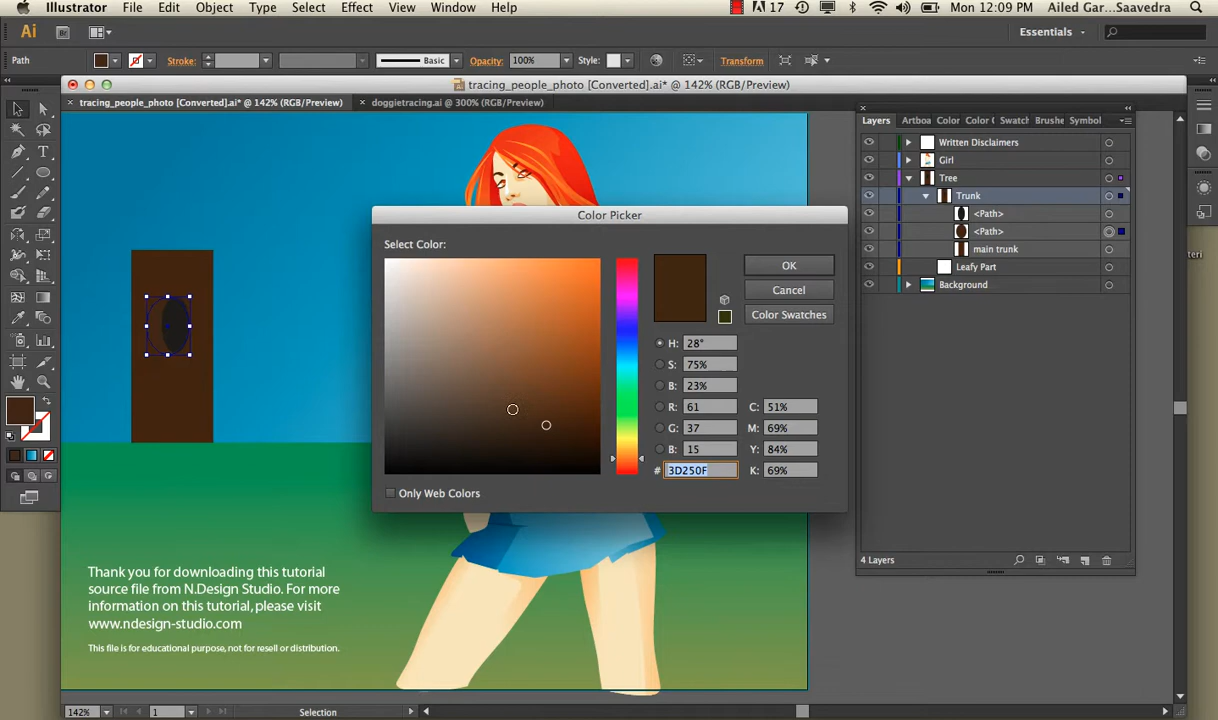 Illustrator File Edit Object Type Select Effect View Window Help 17 Mon 12:09 PM Ailed Gar...Saavedra
Ai Br Essentials
Path Stroke: Basic Opacity: 100% Style: Transform
tracing_people_photo [Converted].ai* @ 142% (RGB/Preview)
tracing_people_photo [Converted].ai* @ 142% (RGB/Preview) doggietracing.ai @ 300% (RGB/Preview)
Layers Artboa Color Color G Swatch Brushe Symbol
Written Disclaimers
Girl
Tree
Trunk
<Path>
<Path>
main trunk
Leafy Part
Background
4 Layers
Color Picker
Select Color:
OK
Cancel
Color Swatches
H: 28°
S: 75%
B: 23%
R: 61 C: 51%
G: 37 M: 69%
B: 15 Y: 84%
# 3D250F K: 69%
Only Web Colors
Thank you for downloading this tutorial
source file from N.Design Studio. For more
information on this tutorial, please visit
www.ndesign-studio.com
This file is for educational purpose, not for resell or distribution.
teri
142% 1 Selection